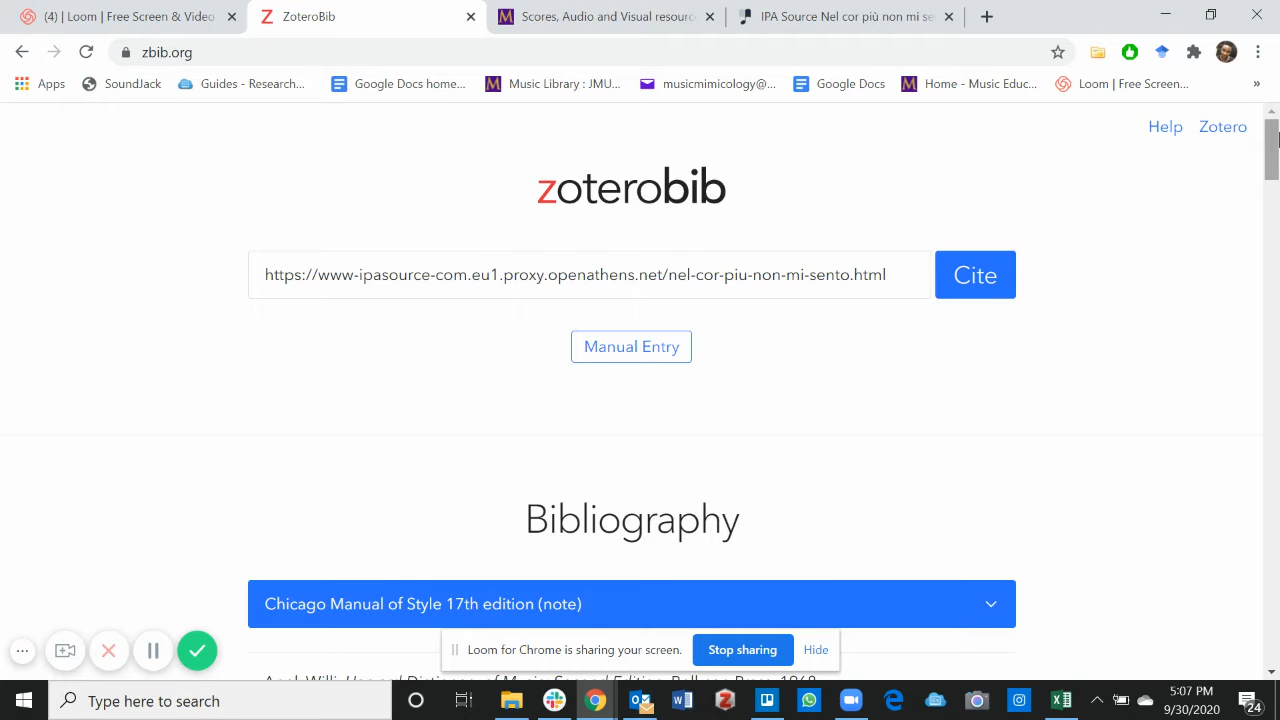 (4) Loom | Free Screen & Video
ZoteroBib
Scores, Audio and Visual resourc
IPA Source Nel cor più non mi se
zbib.org
Apps
SoundJack
Guides - Research...
Google Docs home...
Music Library : JMU...
musicmimicology@...
Google Docs
Home - Music Educ...
Loom | Free Screen...
»
Help
Zotero
zoterobib
https://www-ipasource-com.eu1.proxy.openathens.net/nel-cor-piu-non-mi-sento.html
Cite
Manual Entry
Bibliography
Chicago Manual of Style 17th edition (note)
Loom for Chrome is sharing your screen.
Stop sharing
Hide
Type here to search
5:07 PM
9/30/2020
24